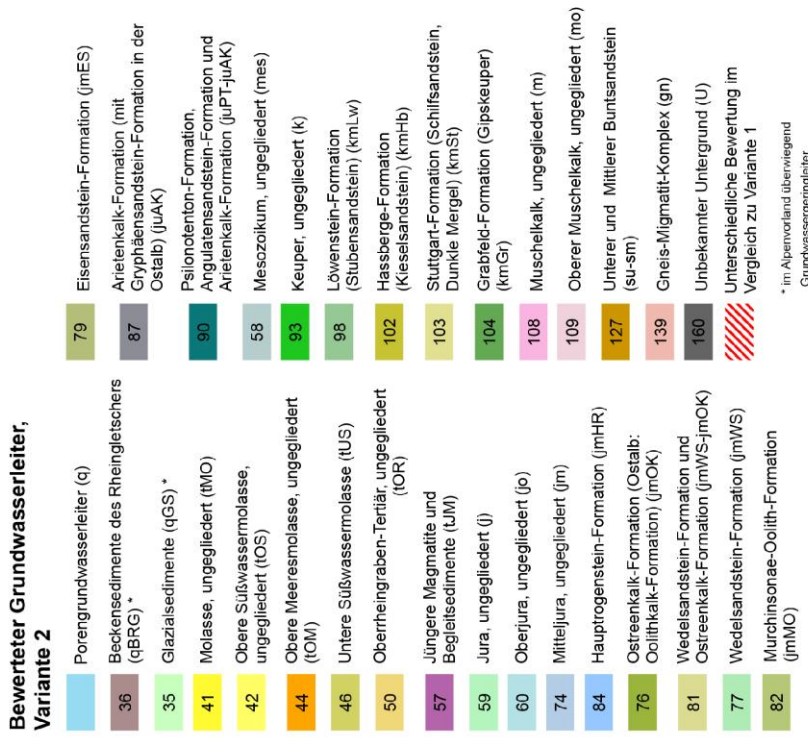 Bewerteter Grundwasserleiter,
Variante 2
Porengrundwasserleiter (q)
36
Beckensedimente des Rheingletschers
(qBRG) *
35
Glazialsedimente (qGS) *
41
Molasse, ungegliedert (tMO)
42
Obere Süßwassermolasse,
ungegliedert (tOS)
44
Obere Meeresmolasse, ungegliedert
(tOM)
46
Untere Süßwassermolasse (tUS)
50
Oberrheingraben-Tertiär, ungegliedert
(tOR)
57
Jüngere Magmatite und
Begleitsedimente (tJM)
59
Jura, ungegliedert (j)
60
Oberjura, ungegliedert (jo)
74
Mitteljura, ungegliedert (jm)
84
Hauptrogenstein-Formation (jmHR)
76
Ostreenkalk-Formation (Ostalb:
Oolithkalk-Formation) (jmOK)
81
Wedelsandstein-Formation und
Ostreenkalk-Formation (jmWS-jmOK)
77
Wedelsandstein-Formation (jmWS)
82
Murchinsonae-Oolith-Formation
(jmMO)
79
Eisensandstein-Formation (jmES)
87
Arietenkalk-Formation (mit
Gryphäensandstein-Formation in der
Ostalb) (juAK)
90
Psilonotenton-Formation,
Angulatensandstein-Formation und
Arietenkalk-Formation (juPT-juAK)
58
Mesozoikum, ungegliedert (mes)
93
Keuper, ungegliedert (k)
98
Löwenstein-Formation
(Stubensandstein) (kmLw)
102
Hassberge-Formation
(Kieselsandstein) (kmHb)
103
Stuttgart-Formation (Schilfsandstein,
Dunkle Mergel) (kmSt)
104
Grabfeld-Formation (Gipskeuper)
(kmGr)
108
Muschelkalk, ungegliedert (m)
109
Oberer Muschelkalk, ungegliedert (mo)
127
Unterer und Mittlerer Buntsandstein
(su-sm)
139
Gneis-Migmatit-Komplex (gn)
160
Unbekannter Untergrund (U)
Unterschiedliche Bewertung im
Vergleich zu Variante 1
* im Alpenvorland überwiegend
Grundwassergeringleiter